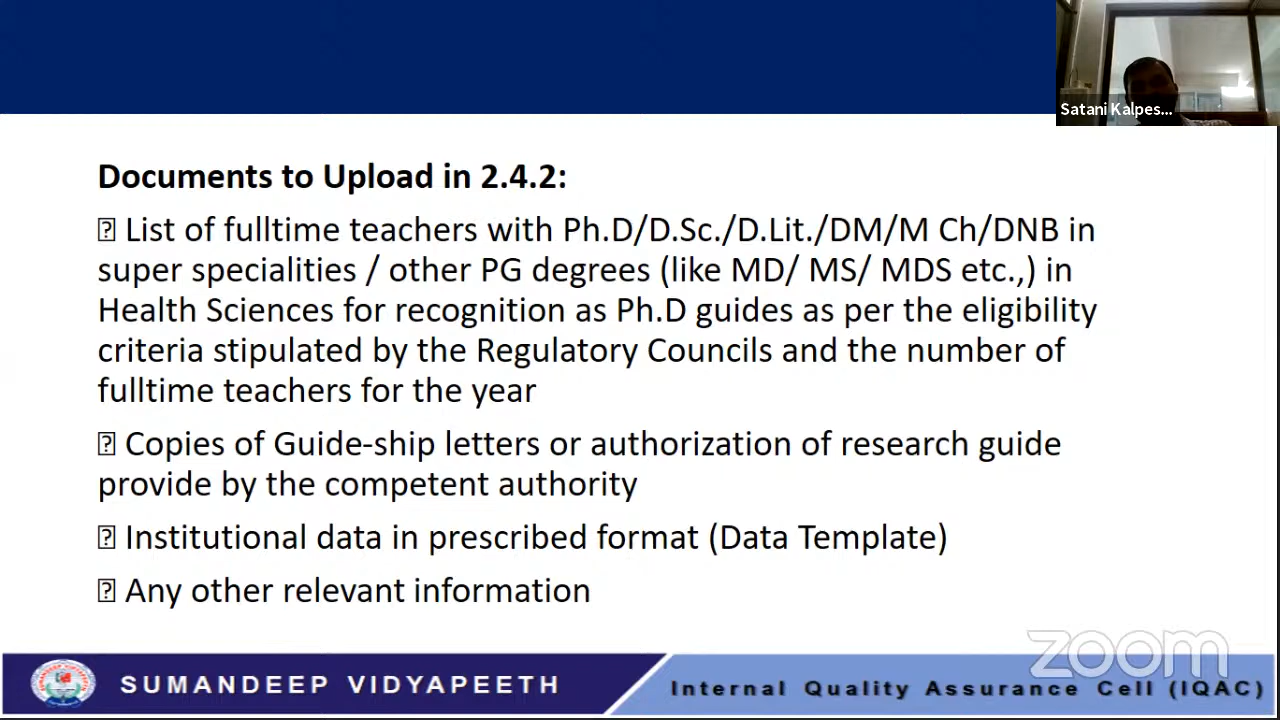 Satani Kalpes...
Documents to Upload in 2.4.2:
List of fulltime teachers with Ph.D/D.Sc./D.Lit./DM/M Ch/DNB in
super specialities / other PG degrees (like MD/ MS/ MDS etc.,) in
Health Sciences for recognition as Ph.D guides as per the eligibility
criteria stipulated by the Regulatory Councils and the number of
fulltime teachers for the year
Copies of Guide-ship letters or authorization of research guide
provide by the competent authority
Institutional data in prescribed format (Data Template)
Any other relevant information
zoom
SUMANDEEP VIDYAPEETH
Internal Quality Assurance Cell (IQAC)